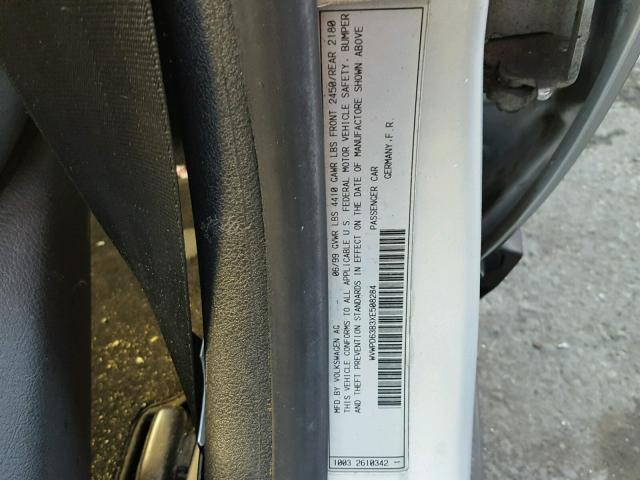 MFD.BY VOLKSWAGEN AG -- 06/99 GVWR LBS 4410 GAWR LBS FRONT 2450/REAR 2180
THIS VEHICLE CONFORMS TO ALL APPLICABLE U.S. FEDERAL MOTOR VEHICLE SAFETY, BUMPER
AND THEFT PREVENTION STANDARDS IN EFFECT ON THE DATE OF MANUFACTORE SHOWN ABOVE
WVWPD63B3XE508284 PASSENGER CAR GERMANY,F.R.
1003 2610342 -